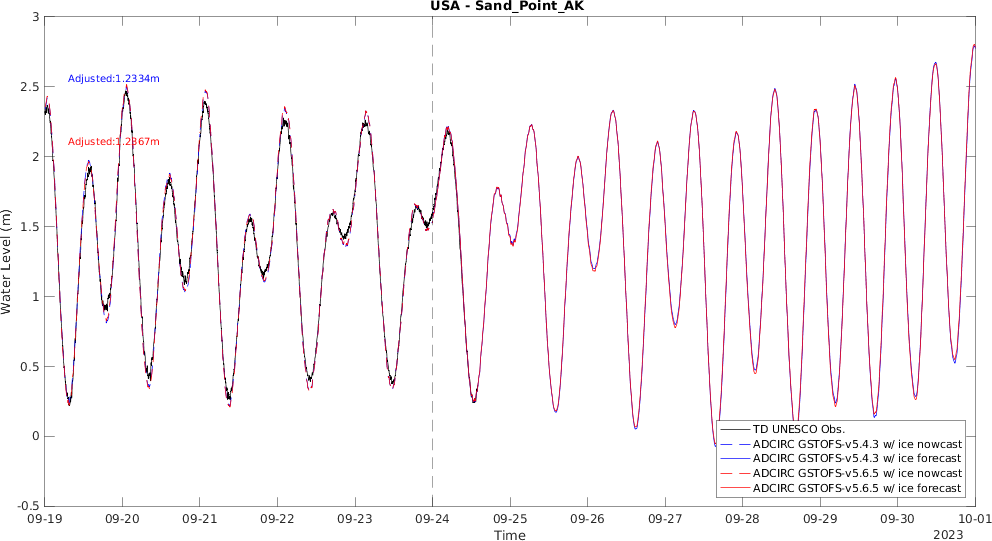 USA - Sand_Point_AK
3
2.5
2
1.5
1
0.5
0
-0.5
Water Level (m)
Adjusted:1.2334m
Adjusted:1.2367m
TD UNESCO Obs.
ADCIRC GSTOFS-v5.4.3 w/ ice nowcast
ADCIRC GSTOFS-v5.4.3 w/ ice forecast
ADCIRC GSTOFS-v5.6.5 w/ ice nowcast
ADCIRC GSTOFS-v5.6.5 w/ ice forecast
09-19 09-20 09-21 09-22 09-23 09-24 09-25 09-26 09-27 09-28 09-29 09-30 10-01
Time
2023